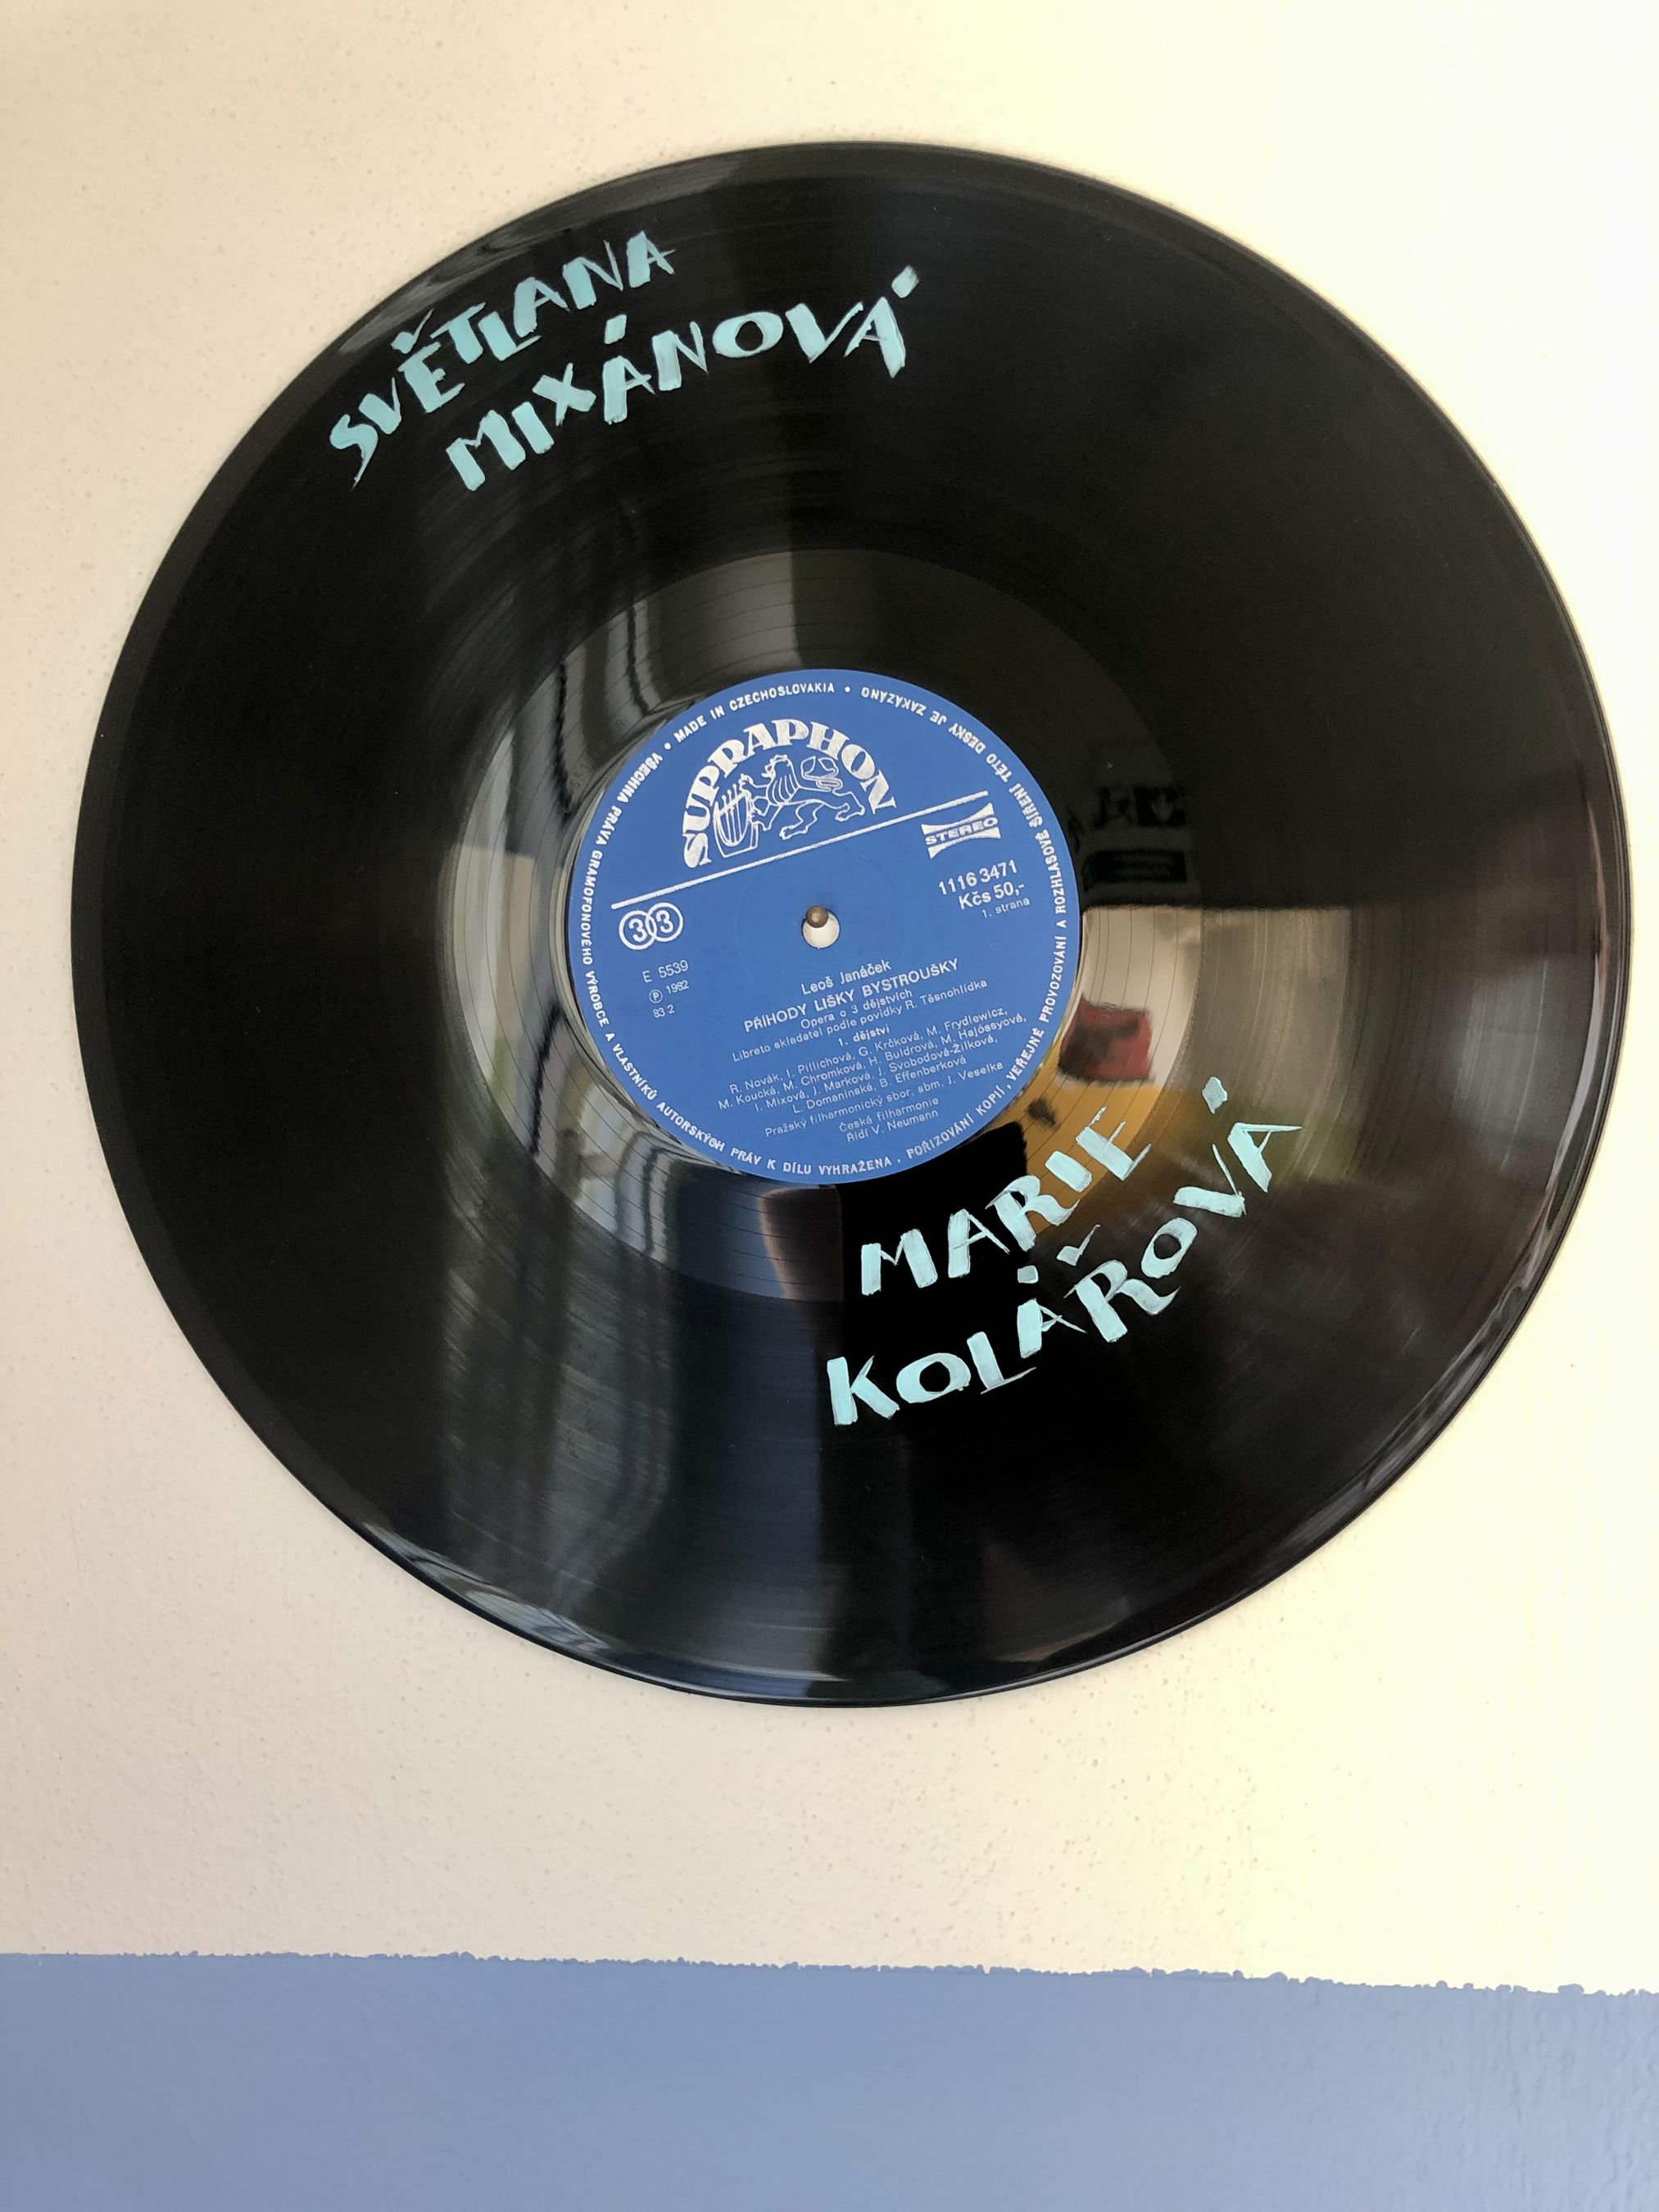 SVĚTLANA
MIXÁNOVÁ
VŠECHNA PRÁVA GRAMOFONOVÉHO VÝROBCE A VLASTNÍKŮ AUTORSKÝCH PRÁV K DÍLU VYHRAŽENA . POŘIZOVÁNÍ KOPIÍ, VEŘEJNÉ PROVOZOVÁNÍ A ROZHLASOVÉ ŠÍŘENÍ TÉTO DESKY JE ZAKÁZÁNO • MADE IN CZECHOSLOVAKIA •
SUPRAPHON
STEREO
33
1116 3471
Kčs 50,-
1. strana
E 5539
Ⓟ 1982
83 2
Leoš Janáček
PŘÍHODY LIŠKY BYSTROUŠKY
Opera o 3 dějstvích
Libreto skladatel podle povídky R. Těsnohlídka
1. dějství
R. Novák, I. Pillichová, G. Krčková, M. Frydlewicz,
M. Koucká, M. Chromková, H. Buldrová, M. Hajóssyová,
I. Mixová, J. Marková, J. Svobodová-Žilková,
L. Domanínská, B. Effenberková
Pražský filharmonický sbor, sbm. J. Veselka
Česká filharmonie
Řídí V. Neumann
MARIE
KOLÁŘOVÁ